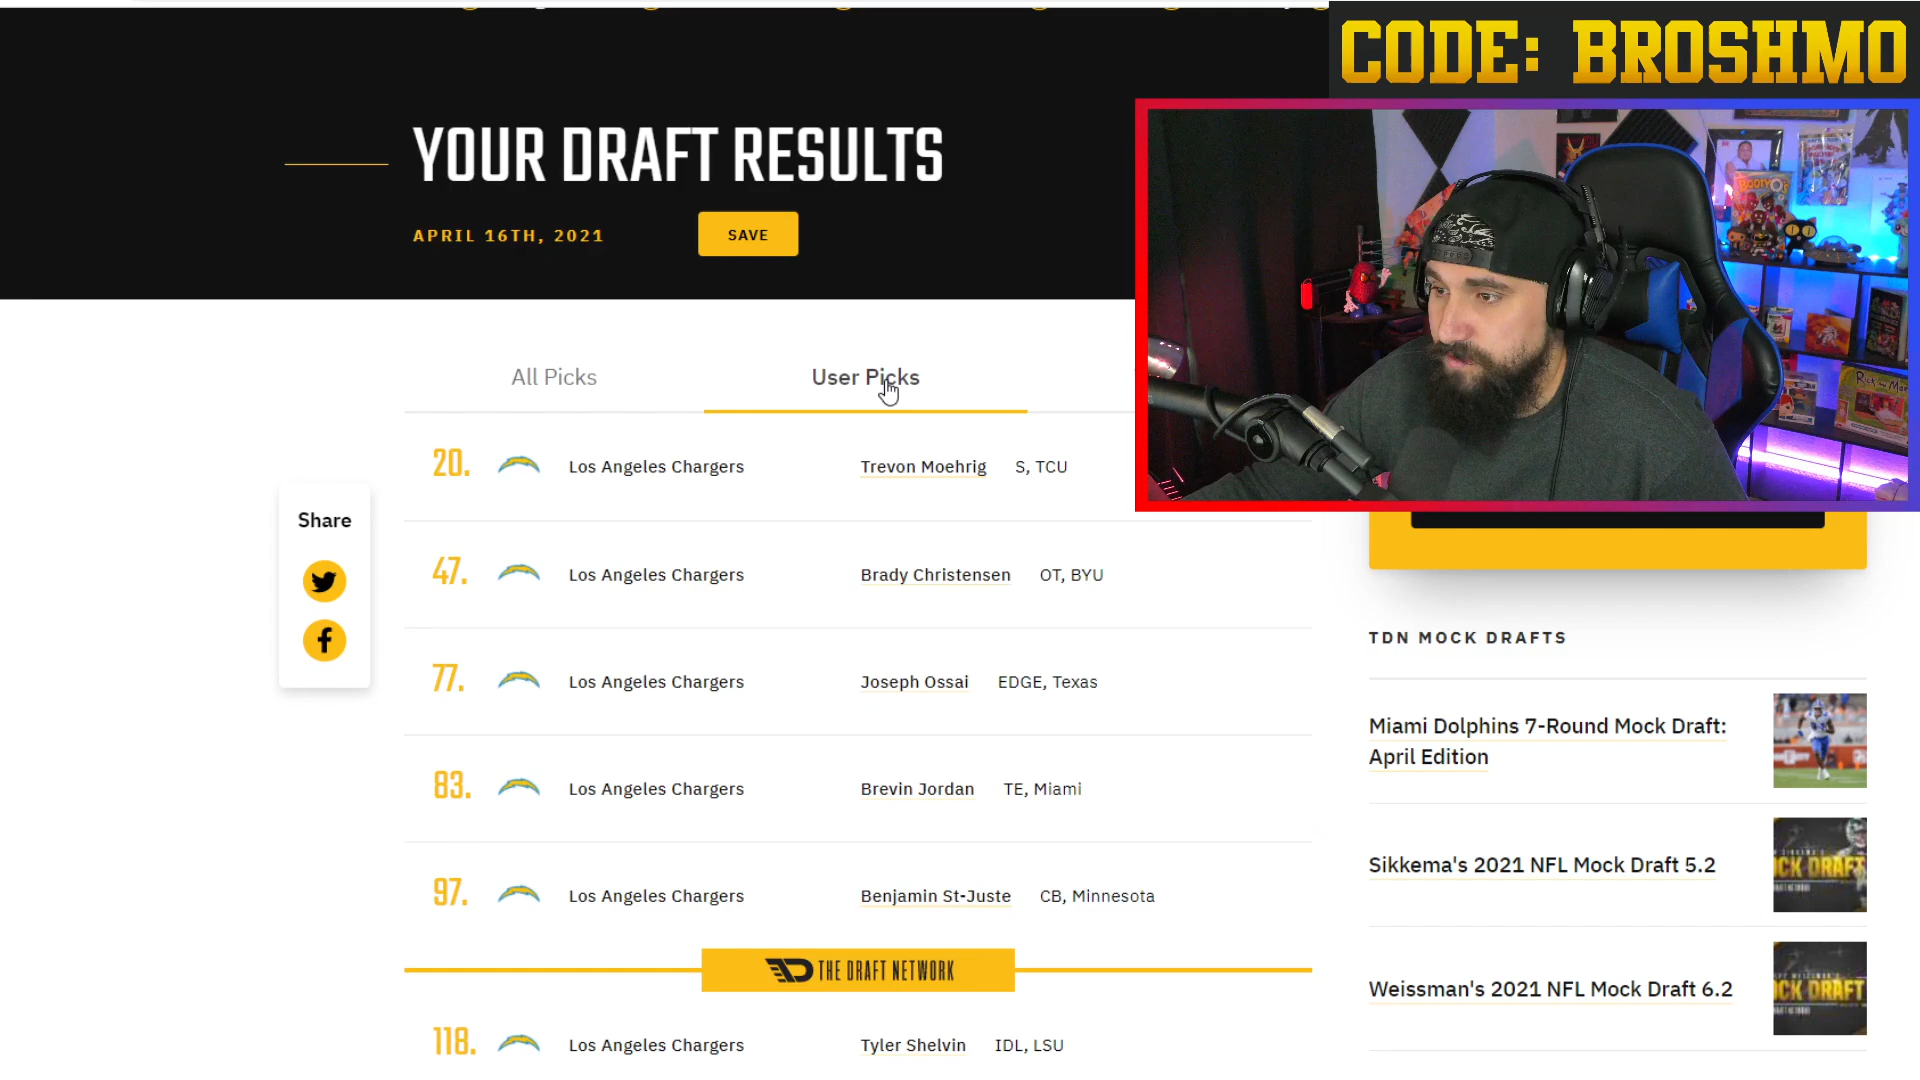 CODE: BROSHMO
YOUR DRAFT RESULTS
APRIL 16TH, 2021
SAVE
All Picks
User Picks
20. Los Angeles Chargers Trevon Moehrig S, TCU
47. Los Angeles Chargers Brady Christensen OT, BYU
77. Los Angeles Chargers Joseph Ossai EDGE, Texas
83. Los Angeles Chargers Brevin Jordan TE, Miami
97. Los Angeles Chargers Benjamin St-Juste CB, Minnesota
THE DRAFT NETWORK
118. Los Angeles Chargers Tyler Shelvin IDL, LSU
Share
TDN MOCK DRAFTS
Miami Dolphins 7-Round Mock Draft:
April Edition
Sikkema's 2021 NFL Mock Draft 5.2
Weissman's 2021 NFL Mock Draft 6.2